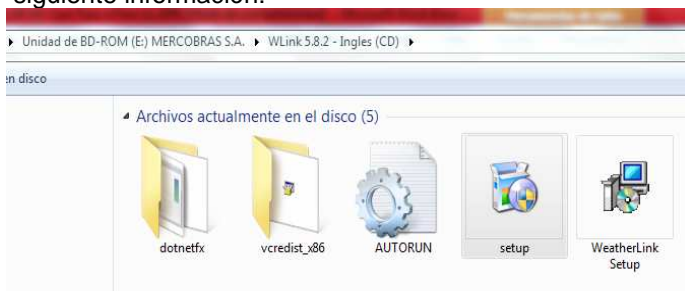 siguiente información:
Unidad de BD-ROM (E:) MERCOBRAS S.A. ▸ WLink 5.8.2 - Ingles (CD)
en disco
Archivos actualmente en el disco (5)
dotnetfx
vcredist_x86
AUTORUN
setup
WeatherLink
Setup